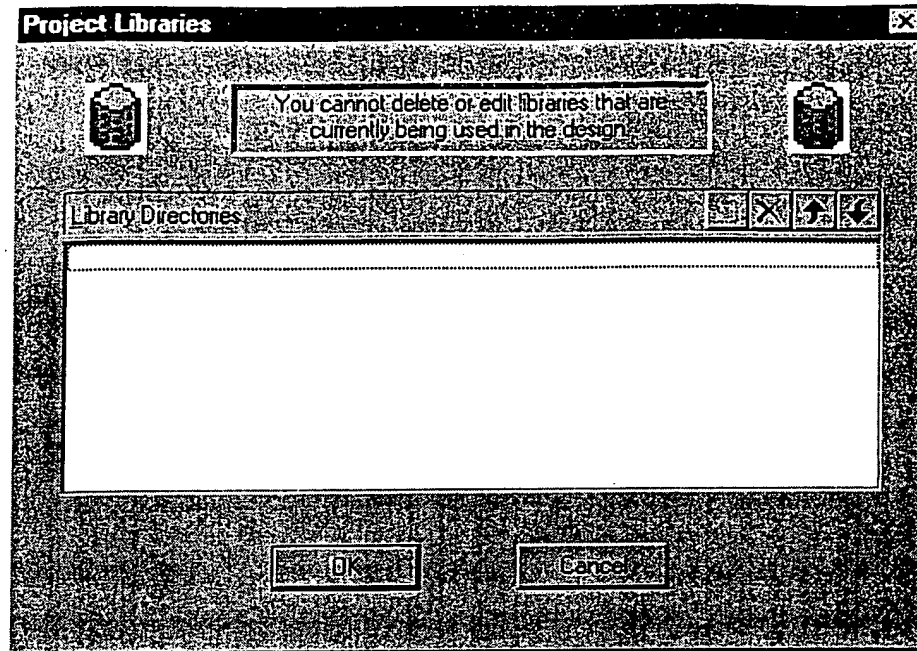 Project Libraries
You cannot delete or edit libraries that are
currently being used in the design.
Library Directories
OK
Cancel